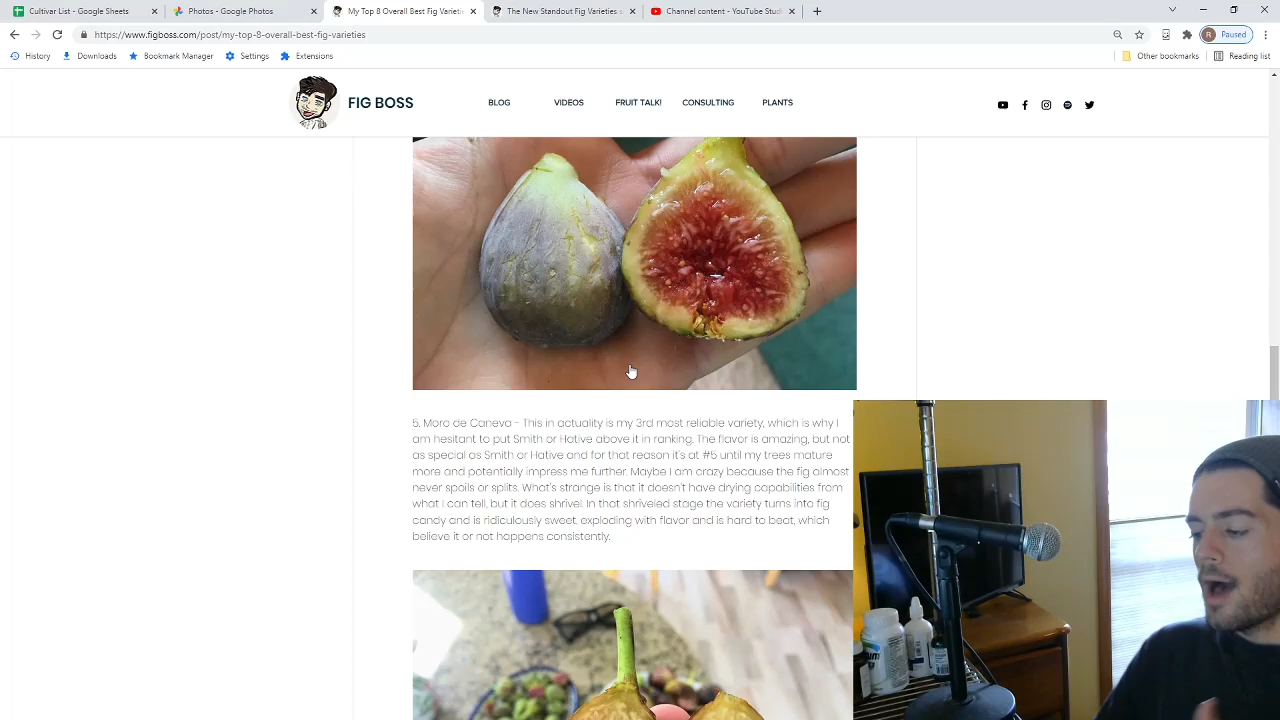 Cultivar List - Google Sheets
Photos - Google Photos
My Top 8 Overall Best Fig Varieti
The New Standout Fig Varieties
Channel content - YouTube Stud
https://www.figboss.com/post/my-top-8-overall-best-fig-varieties
R Paused
History Downloads Bookmark Manager Settings Extensions Other bookmarks Reading list
FIG BOSS BLOG VIDEOS FRUIT TALK! CONSULTING PLANTS
5. Moro de Caneva - This in actuality is my 3rd most reliable variety, which is why I
am hesitant to put Smith or Hative above it in ranking. The flavor is amazing, but not
as special as Smith or Hative and for that reason it's at #5 until my trees mature
more and potentially impress me further. Maybe I am crazy because the fig almost
never spoils or splits. What's strange is that it doesn't have drying capabilities from
what I can tell, but it does shrivel. In that shriveled stage the variety turns into fig
candy and is ridiculously sweet, exploding with flavor and is hard to beat, which
believe it or not happens consistently.